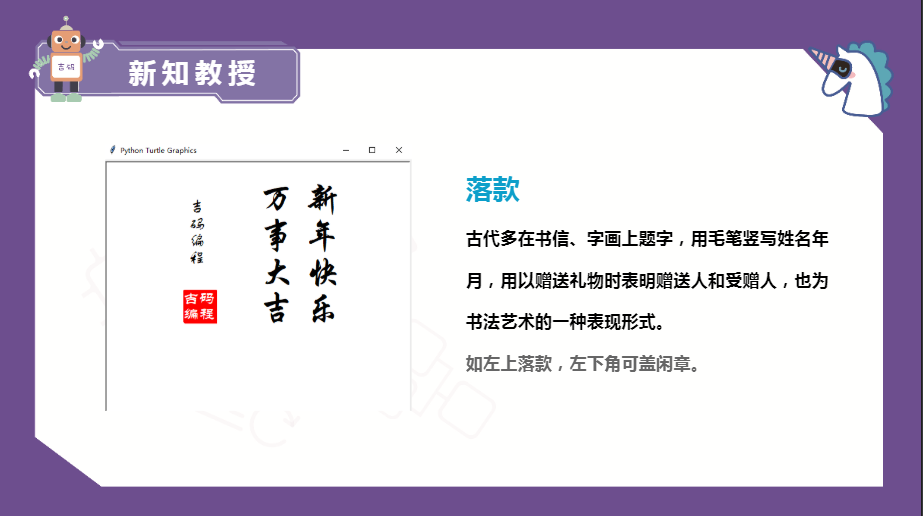 吉码
新知教授
Python Turtle Graphics
新年快乐
万事大吉
吉码编程
吉码
编程
落款
古代多在书信、字画上题字，用毛笔竖写姓名年
月，用以赠送礼物时表明赠送人和受赠人，也为
书法艺术的一种表现形式。
如左上落款，左下角可盖闲章。